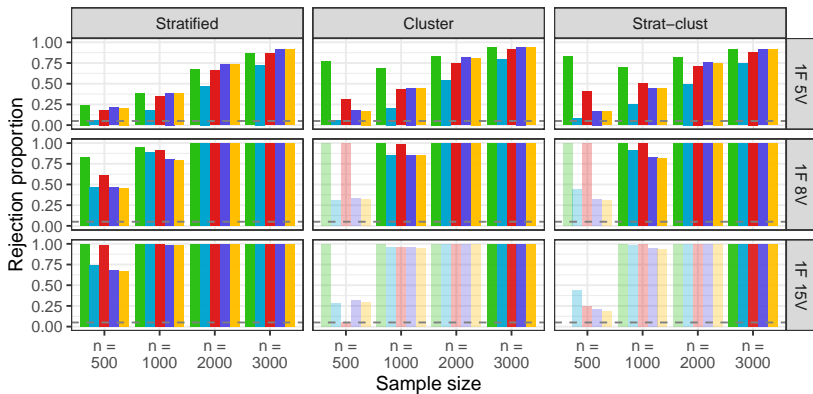 Stratified
Cluster
Strat−clust
Rejection proportion
1.00
0.75
0.50
0.25
0.00
1F 5V
1.00
0.75
0.50
0.25
0.00
1F 8V
1.00
0.75
0.50
0.25
0.00
1F 15V
n = n = n = n = n = n = n = n = n = n = n = n =
500 1000 2000 3000 500 1000 2000 3000 500 1000 2000 3000
Sample size